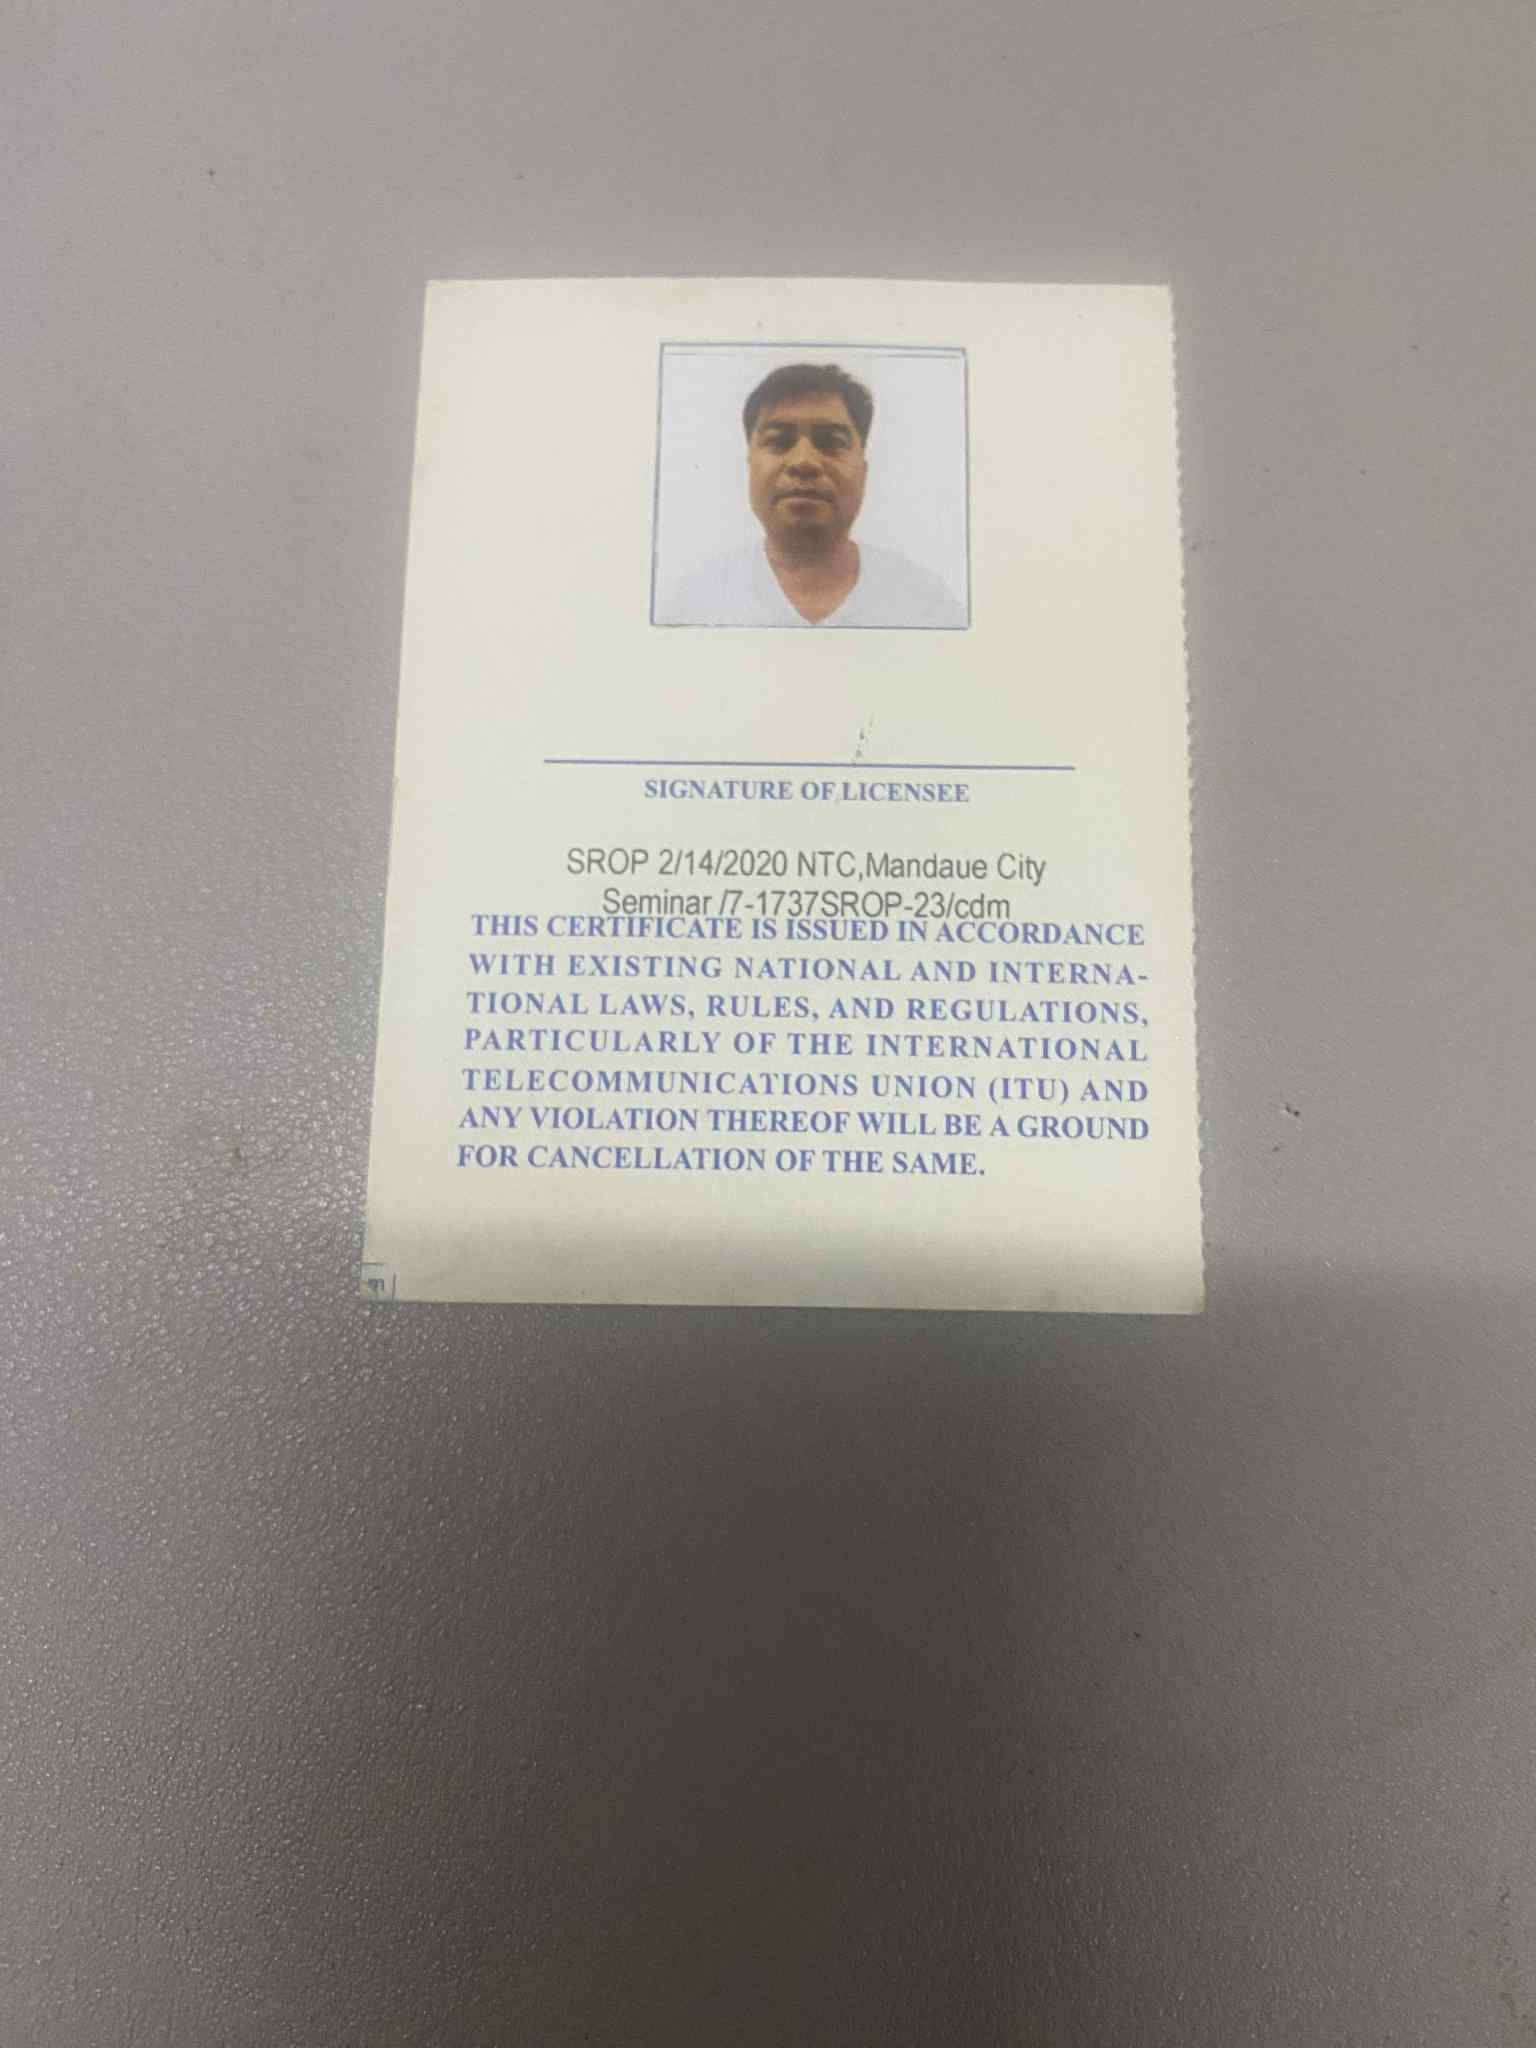 SIGNATURE OF LICENSEE
SROP 2/14/2020 NTC,Mandaue City
Seminar /7-1737SROP-23/cdm
THIS CERTIFICATE IS ISSUED IN ACCORDANCE
WITH EXISTING NATIONAL AND INTERNA-
TIONAL LAWS, RULES, AND REGULATIONS,
PARTICULARLY OF THE INTERNATIONAL
TELECOMMUNICATIONS UNION (ITU) AND
ANY VIOLATION THEREOF WILL BE A GROUND
FOR CANCELLATION OF THE SAME.